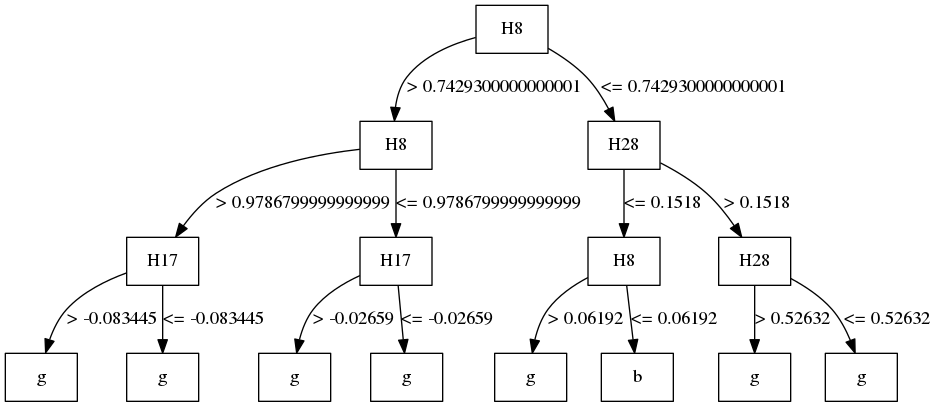 H8
> 0.7429300000000001
<= 0.7429300000000001
H8
H28
> 0.9786799999999999
<= 0.9786799999999999
<= 0.1518
> 0.1518
H17
H17
H8
H28
> -0.083445
<= -0.083445
> -0.02659
<= -0.02659
> 0.06192
<= 0.06192
> 0.52632
<= 0.52632
g
g
g
g
g
b
g
g